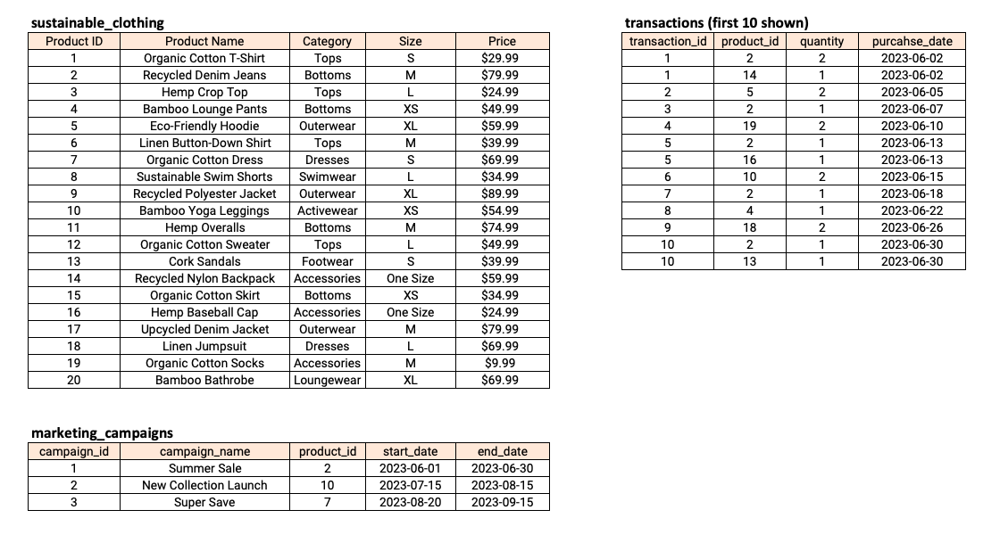 sustainable_clothing
Product ID Product Name Category Size Price
1 Organic Cotton T-Shirt Tops S $29.99
2 Recycled Denim Jeans Bottoms M $79.99
3 Hemp Crop Top Tops L $24.99
4 Bamboo Lounge Pants Bottoms XS $49.99
5 Eco-Friendly Hoodie Outerwear XL $59.99
6 Linen Button-Down Shirt Tops M $39.99
7 Organic Cotton Dress Dresses S $69.99
8 Sustainable Swim Shorts Swimwear L $34.99
9 Recycled Polyester Jacket Outerwear XL $89.99
10 Bamboo Yoga Leggings Activewear XS $54.99
11 Hemp Overalls Bottoms M $74.99
12 Organic Cotton Sweater Tops L $49.99
13 Cork Sandals Footwear S $39.99
14 Recycled Nylon Backpack Accessories One Size $59.99
15 Organic Cotton Skirt Bottoms XS $34.99
16 Hemp Baseball Cap Accessories One Size $24.99
17 Upcycled Denim Jacket Outerwear M $79.99
18 Linen Jumpsuit Dresses L $69.99
19 Organic Cotton Socks Accessories M $9.99
20 Bamboo Bathrobe Loungewear XL $69.99
transactions (first 10 shown)
transaction_id product_id quantity purcahse_date
1 2 2 2023-06-02
1 14 1 2023-06-02
2 5 2 2023-06-05
3 2 1 2023-06-07
4 19 2 2023-06-10
5 2 1 2023-06-13
5 16 1 2023-06-13
6 10 2 2023-06-15
7 2 1 2023-06-18
8 4 1 2023-06-22
9 18 2 2023-06-26
10 2 1 2023-06-30
10 13 1 2023-06-30
marketing_campaigns
campaign_id campaign_name product_id start_date end_date
1 Summer Sale 2 2023-06-01 2023-06-30
2 New Collection Launch 10 2023-07-15 2023-08-15
3 Super Save 7 2023-08-20 2023-09-15